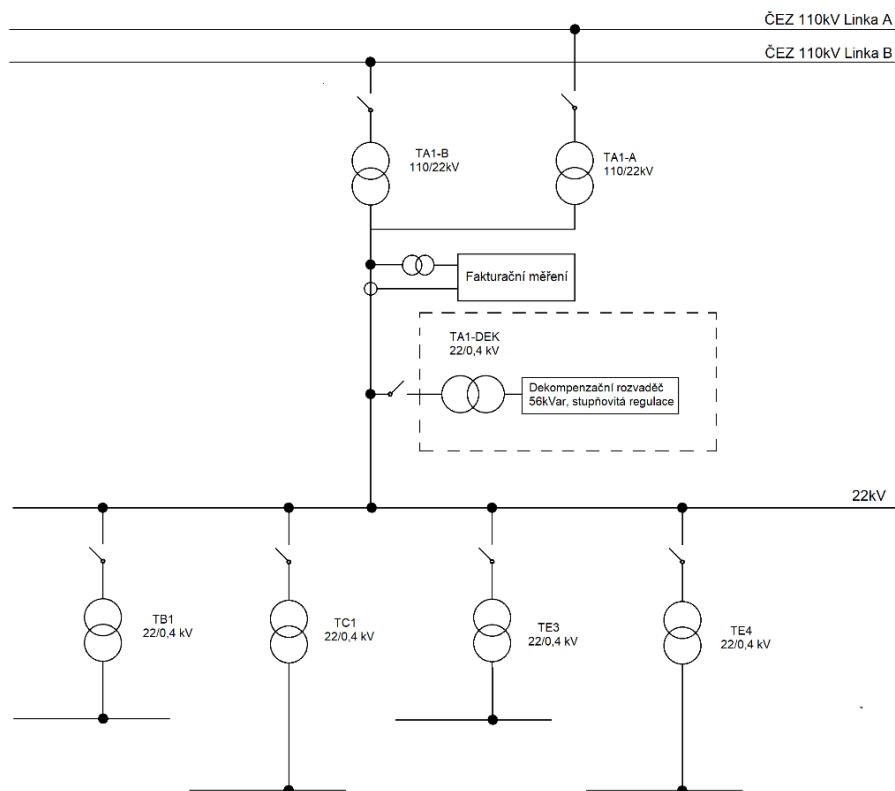 ČEZ 110kV Linka A
ČEZ 110kV Linka B
TA1-B
110/22kV
TA1-A
110/22kV
Fakturační měření
TA1-DEK
22/0,4 kV
Dekompenzační rozvaděč
56kVar, stupňovitá regulace
22kV
TB1
22/0,4 kV
TC1
22/0,4 kV
TE3
22/0,4 kV
TE4
22/0,4 kV